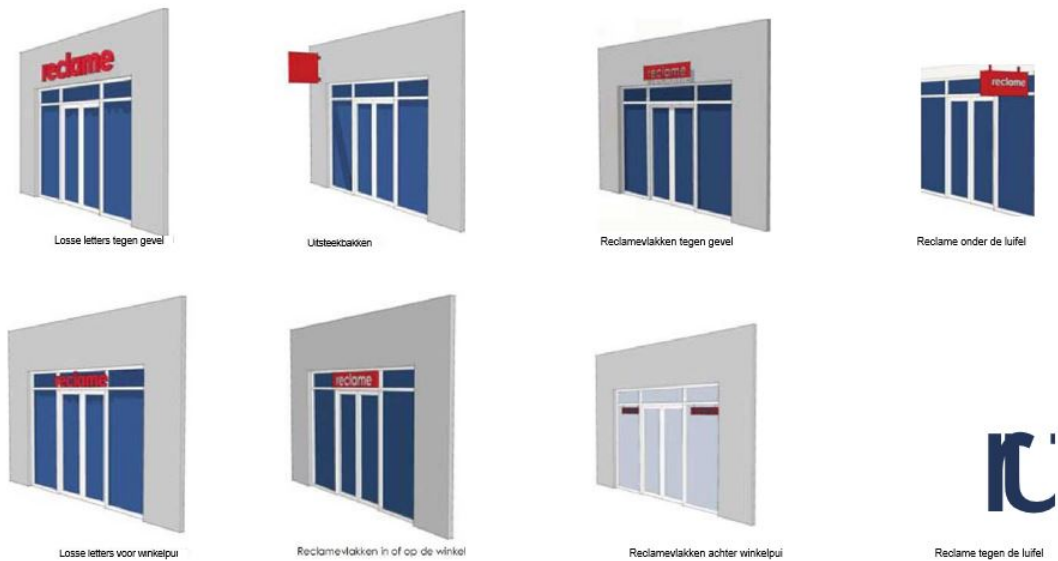 reclame
reclame
reclame
Losse letters tegen gevel
Uitsteekbakken
Reclamevlakken tegen gevel
Reclame onder de luifel
reclame
reclame
Losse letters voor winkelpui
Reclamevlakken in of op de winkel
Reclamevlakken achter winkelpui
Reclame tegen de luifel